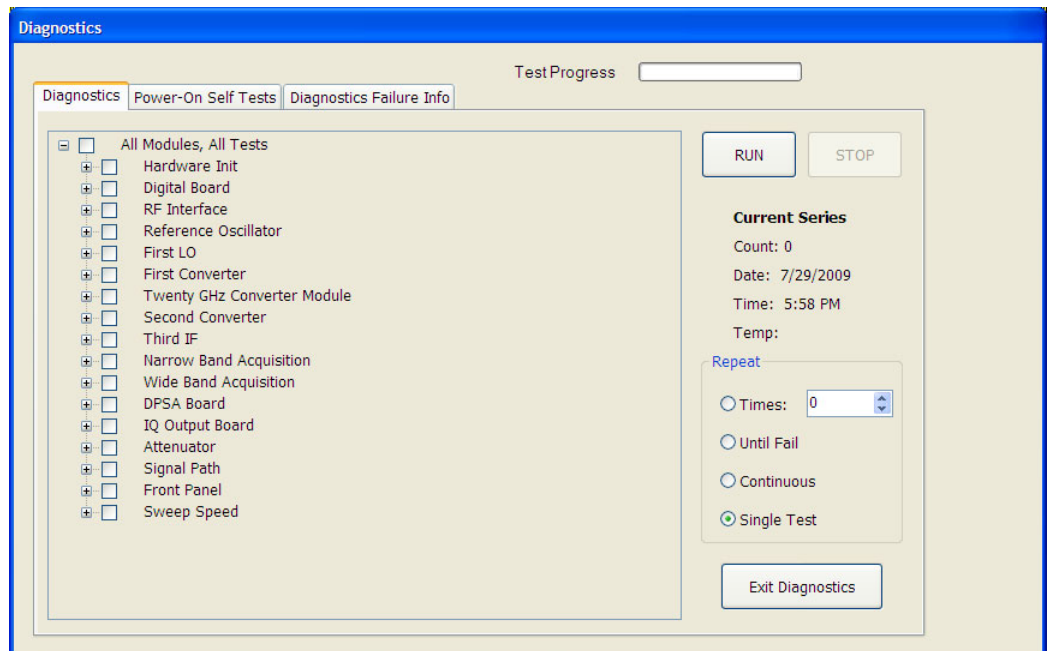 Diagnostics
Test Progress
Diagnostics
Power-On Self Tests
Diagnostics Failure Info
All Modules, All Tests
Hardware Init
Digital Board
RF Interface
Reference Oscillator
First LO
First Converter
Twenty GHz Converter Module
Second Converter
Third IF
Narrow Band Acquisition
Wide Band Acquisition
DPSA Board
IQ Output Board
Attenuator
Signal Path
Front Panel
Sweep Speed
RUN
STOP
Current Series
Count: 0
Date: 7/29/2009
Time: 5:58 PM
Temp:
Repeat
Times: 0
Until Fail
Continuous
Single Test
Exit Diagnostics